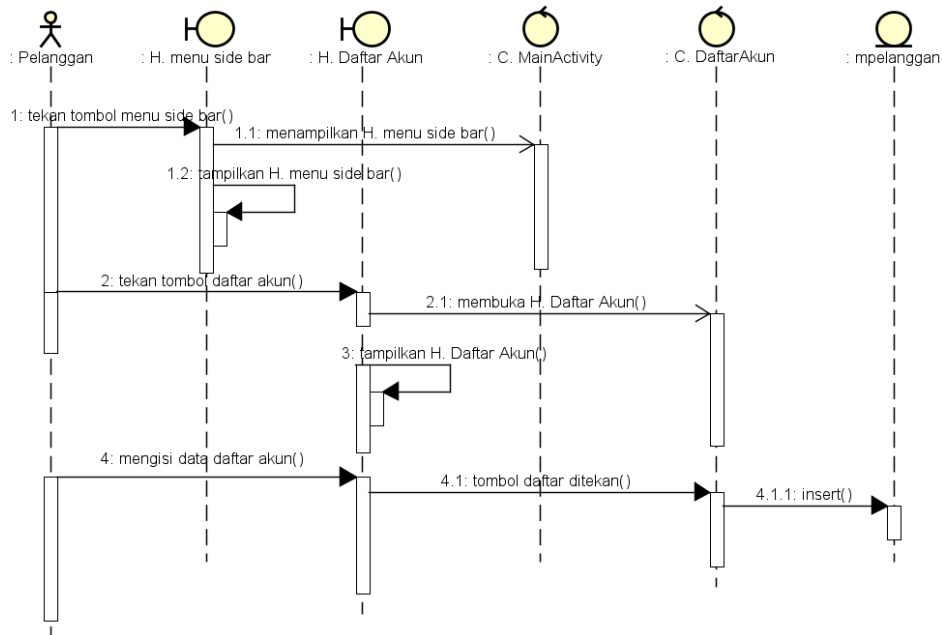 : Pelanggan
: H. menu side bar
: H. Daftar Akun
: C. MainActivity
: C. DaftarAkun
: mpelanggan
1: tekan tombol menu side bar()
1.1: menampilkan H. menu side bar()
1.2: tampilkan H. menu side bar()
2: tekan tombol daftar akun()
2.1: membuka H. Daftar Akun()
3: tampilkan H. Daftar Akun()
4: mengisi data daftar akun()
4.1: tombol daftar ditekan()
4.1.1: insert()